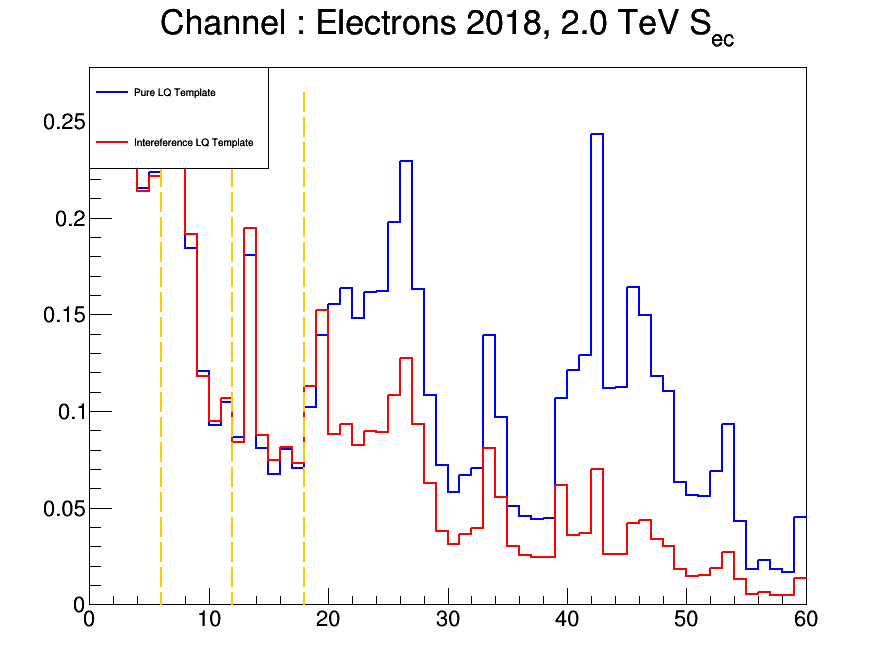 Channel : Electrons 2018, 2.0 TeV Sec
Pure LQ Template
Intereference LQ Template
0.25
0.2
0.15
0.1
0.05
0
0 10 20 30 40 50 60